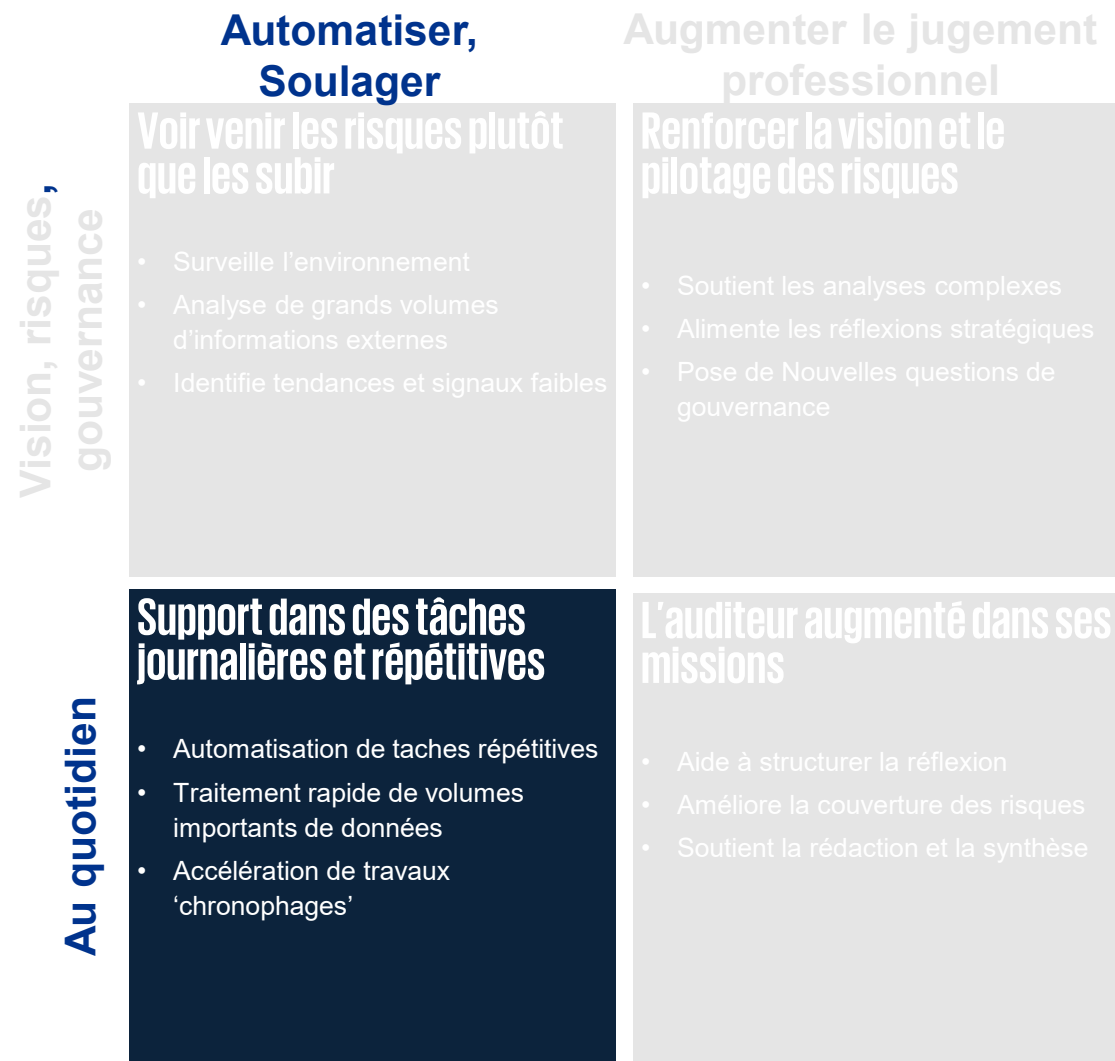 Automatiser,
Soulager
Augmenter le jugement
professionnel
Vision, risques,
gouvernance
Voir venir les risques plutôt
que les subir
• Surveille l’environnement
• Analyse de grands volumes
d’informations externes
• Identifie tendances et signaux faibles
Renforcer la vision et le
pilotage des risques
• Soutient les analyses complexes
• Alimente les réflexions stratégiques
• Pose de Nouvelles questions de
gouvernance
Au quotidien
Support dans des tâches
journalières et répétitives
• Automatisation de taches répétitives
• Traitement rapide de volumes
importants de données
• Accélération de travaux
‘chronophages’
L’auditeur augmenté dans ses
missions
• Aide à structurer la réflexion
• Améliore la couverture des risques
• Soutient la rédaction et la synthèse